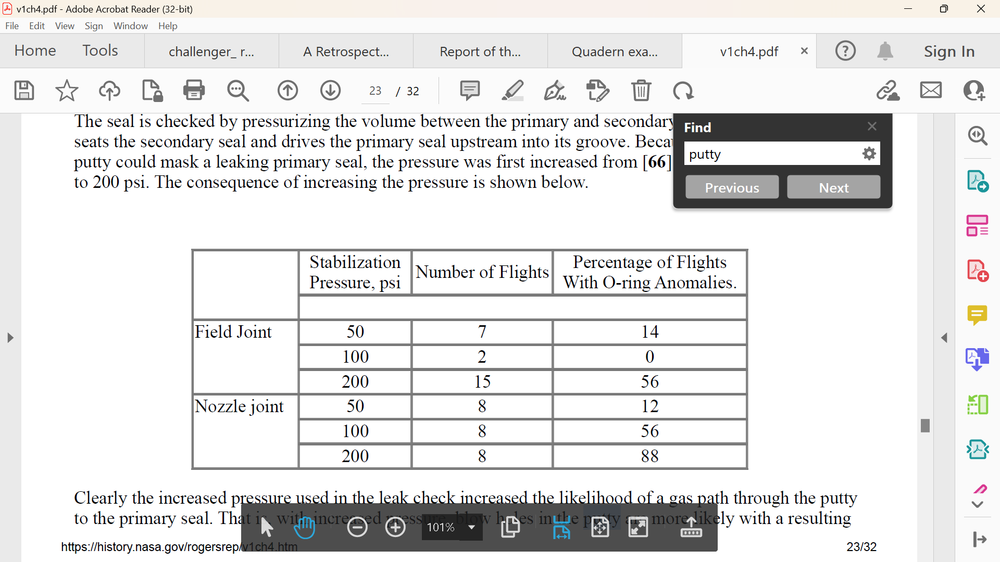 v1ch4.pdf - Adobe Acrobat Reader (32-bit)
File Edit View Sign Window Help
Home Tools challenger_ r... A Retrospect... Report of th... Quadern exa... v1ch4.pdf Sign In
23 / 32
The seal is checked by pressurizing the volume between the primary and secondary
seats the secondary seal and drives the primary seal upstream into its groove.
putty could mask a leaking primary seal, the pressure was first increased from [66]
to 200 psi. The consequence of increasing the pressure is shown below.
Find
putty
Previous Next
Stabilization Pressure, psi Number of Flights Percentage of Flights With O-ring Anomalies.
Field Joint 50 7 14
100 2 0
200 15 56
Nozzle joint 50 8 12
100 8 56
200 8 88
Clearly the increased pressure used in the leak check increased the likelihood of a gas path through the putty
to the primary seal. That is, with increased pressure, blow holes in the putty are more likely with a resulting
101%
https://history.nasa.gov/rogersrep/v1ch4.htm 23/32